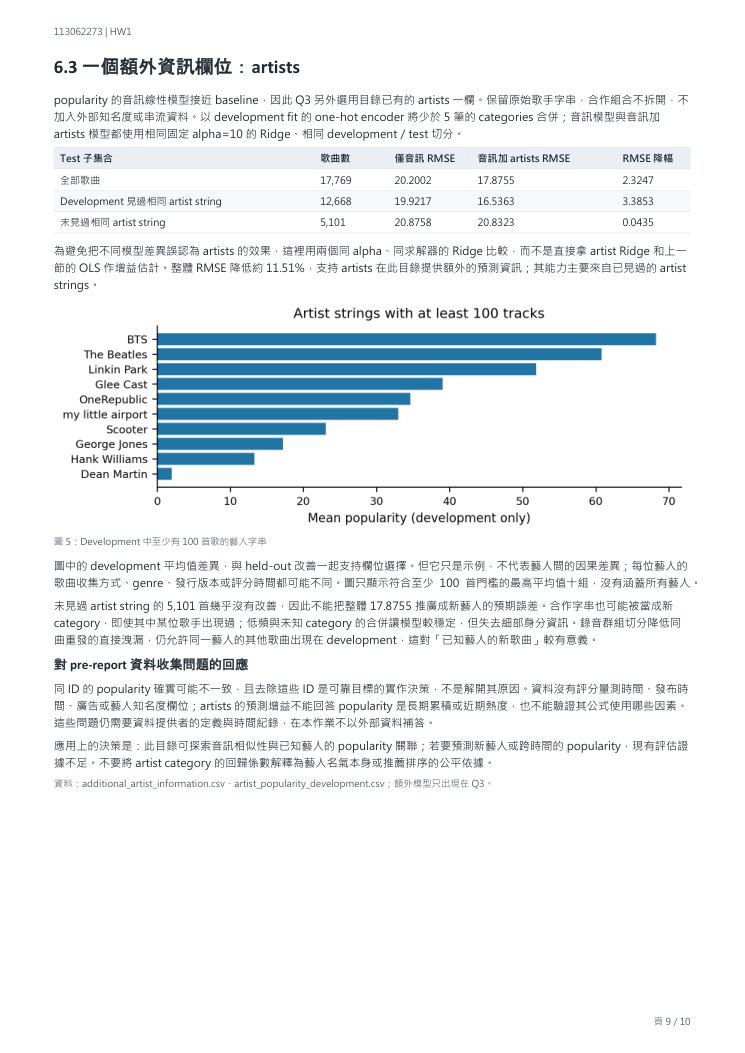 113062273 | HW1
6.3 一個額外資訊欄位：artists
popularity 的音訊線性模型接近 baseline，因此 Q3 另外選用目錄已有的 artists 一欄。保留原始歌手字串，合作組合不拆開，不
加入外部知名度或串流資料。以 development fit 的 one-hot encoder 將少於 5 筆的 categories 合併；音訊模型與音訊加
artists 模型都使用相同固定 alpha=10 的 Ridge、相同 development / test 切分。
Test 子集合 歌曲數 僅音訊 RMSE 音訊加 artists RMSE RMSE 降幅
全部歌曲 17,769 20.2002 17.8755 2.3247
Development 見過相同 artist string 12,668 19.9217 16.5363 3.3853
未見過相同 artist string 5,101 20.8758 20.8323 0.0435
為避免把不同模型差異誤認為 artists 的效果，這裡用兩個同 alpha、同求解器的 Ridge 比較，而不是直接拿 artist Ridge 和上一
節的 OLS 作增益估計。整體 RMSE 降低約 11.51%，支持 artists 在此目錄提供額外的預測資訊；其能力主要來自已見過的 artist
strings。
Artist strings with at least 100 tracks
BTS
The Beatles
Linkin Park
Glee Cast
OneRepublic
my little airport
Scooter
George Jones
Hank Williams
Dean Martin
0 10 20 30 40 50 60 70
Mean popularity (development only)
圖 5：Development 中至少有 100 首歌的藝人字串
圖中的 development 平均值差異，與 held-out 改善一起支持欄位選擇。但它只是示例，不代表藝人間的因果差異；每位藝人的
歌曲收集方式、genre、發行版本或評分時間都可能不同。圖只顯示符合至少 100 首門檻的最高平均值十組，沒有涵蓋所有藝人。
未見過 artist string 的 5,101 首幾乎沒有改善，因此不能把整體 17.8755 推廣成新藝人的預期誤差。合作字串也可能被當成新
category，即使其中某位歌手出現過；低頻與未知 category 的合併讓模型較穩定，但失去細部身分資訊。錄音群組切分降低同
曲重發的直接洩漏，仍允許同一藝人的其他歌曲出現在 development，這對「已知藝人的新歌曲」較有意義。
對 pre-report 資料收集問題的回應
同 ID 的 popularity 確實可能不一致，且去除這些 ID 是可靠目標的實作決策，不是解開其原因。資料沒有評分量測時間、發布時
間、廣告或藝人知名度欄位；artists 的預測增益不能回答 popularity 是長期累積或近期熱度，也不能驗證其公式使用哪些因素。
這些問題仍需要資料提供者的定義與時間紀錄，在本作業不以外部資料補答。
應用上的決策是：此目錄可探索音訊相似性與已知藝人的 popularity 關聯；若要預測新藝人或跨時間的 popularity，現有評估證
據不足。不要將 artist category 的回歸係數解釋為藝人名氣本身或推薦排序的公平依據。
資料：additional_artist_information.csv、artist_popularity_development.csv；額外模型只出現在 Q3。
頁 9 / 10